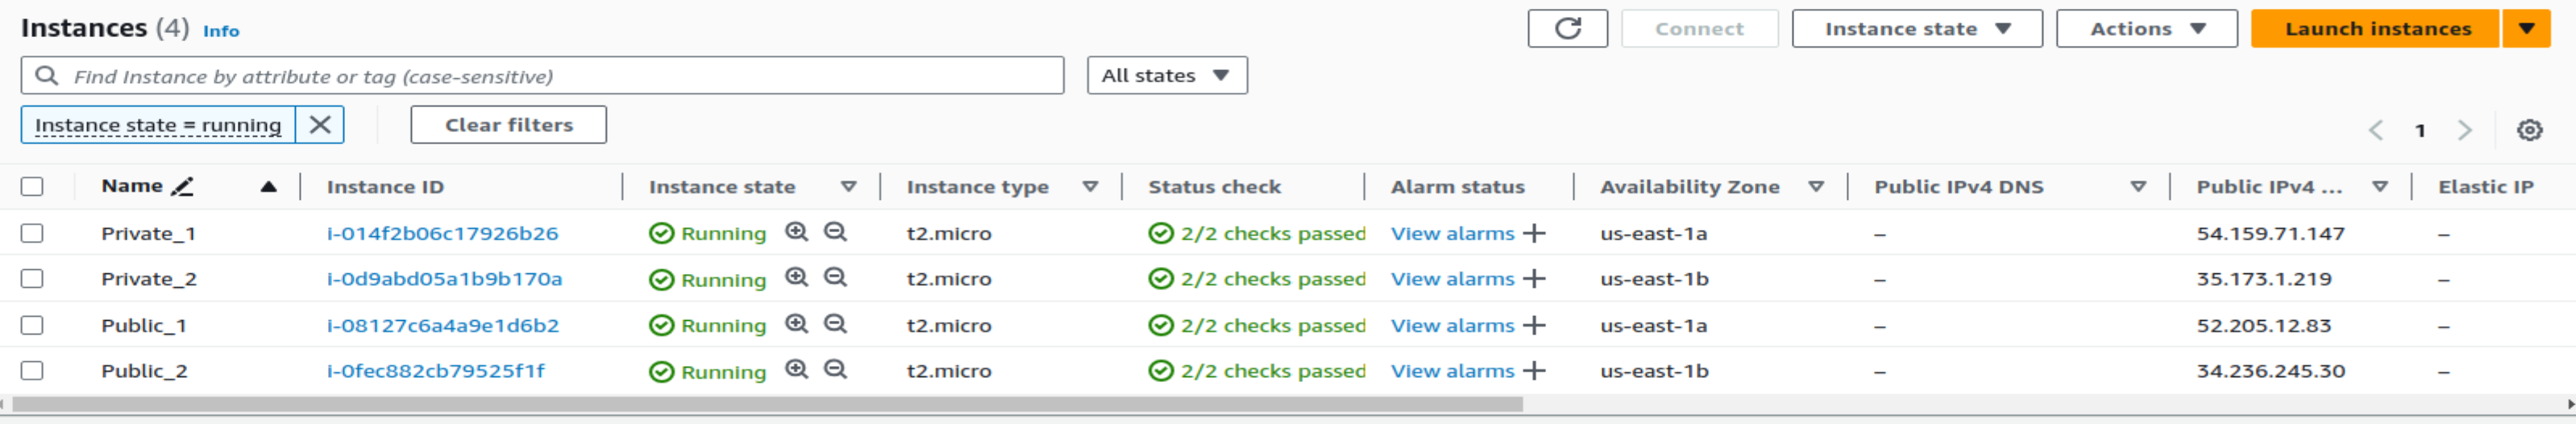 Instances (4) Info Connect Instance state Actions Launch instances
Find Instance by attribute or tag (case-sensitive) All states
Instance state = running Clear filters 1
Name Instance ID Instance state Instance type Status check Alarm status Availability Zone Public IPv4 DNS Public IPv4 ... Elastic IP
Private_1 i-014f2b06c17926b26 Running t2.micro 2/2 checks passed View alarms us-east-1a – 54.159.71.147 –
Private_2 i-0d9abd05a1b9b170a Running t2.micro 2/2 checks passed View alarms us-east-1b – 35.173.1.219 –
Public_1 i-08127c6a4a9e1d6b2 Running t2.micro 2/2 checks passed View alarms us-east-1a – 52.205.12.83 –
Public_2 i-0fec882cb79525f1f Running t2.micro 2/2 checks passed View alarms us-east-1b – 34.236.245.30 –